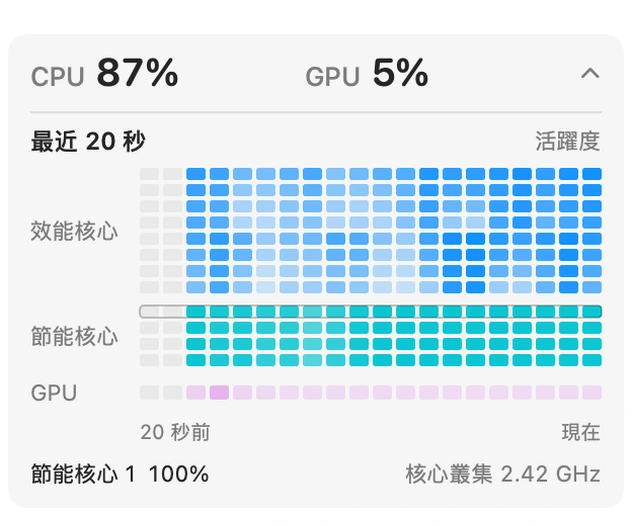 CPU 87% GPU 5%
最近 20 秒 活躍度
效能核心
節能核心
GPU
20 秒前 現在
節能核心 1 100% 核心叢集 2.42 GHz